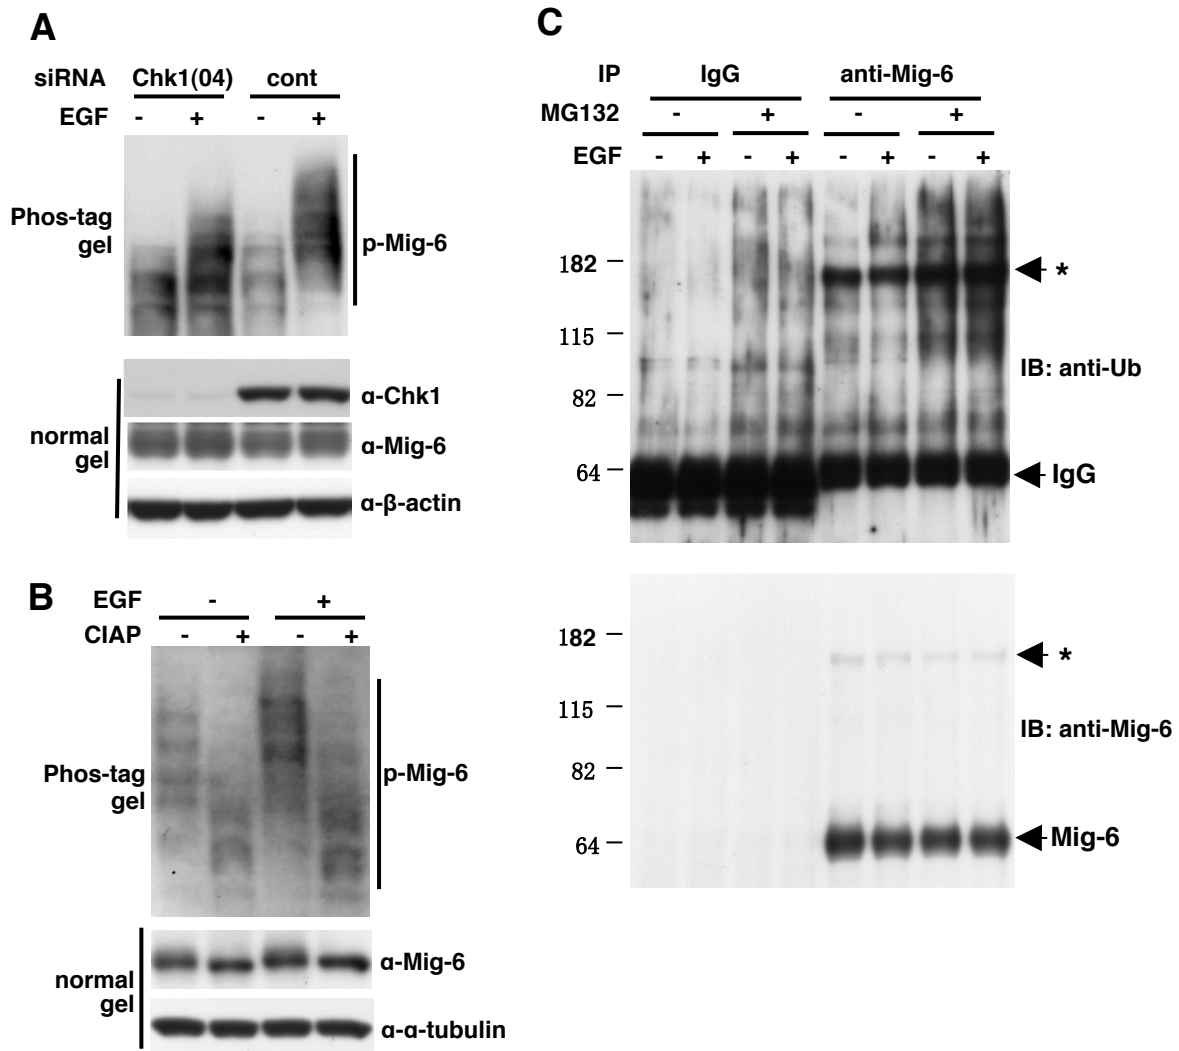 A
siRNA Chk1(04) cont
EGF - + - +
Phos-tag gel
p-Mig-6
normal gel
α-Chk1
α-Mig-6
α-β-actin
B
EGF - +
CIAP - + - +
Phos-tag gel
p-Mig-6
normal gel
α-Mig-6
α-α-tubulin
C
IP IgG anti-Mig-6
MG132 - + - +
EGF - + - + - + - +
182
*
115
IB: anti-Ub
82
64
IgG
182
*
115
IB: anti-Mig-6
82
64
Mig-6